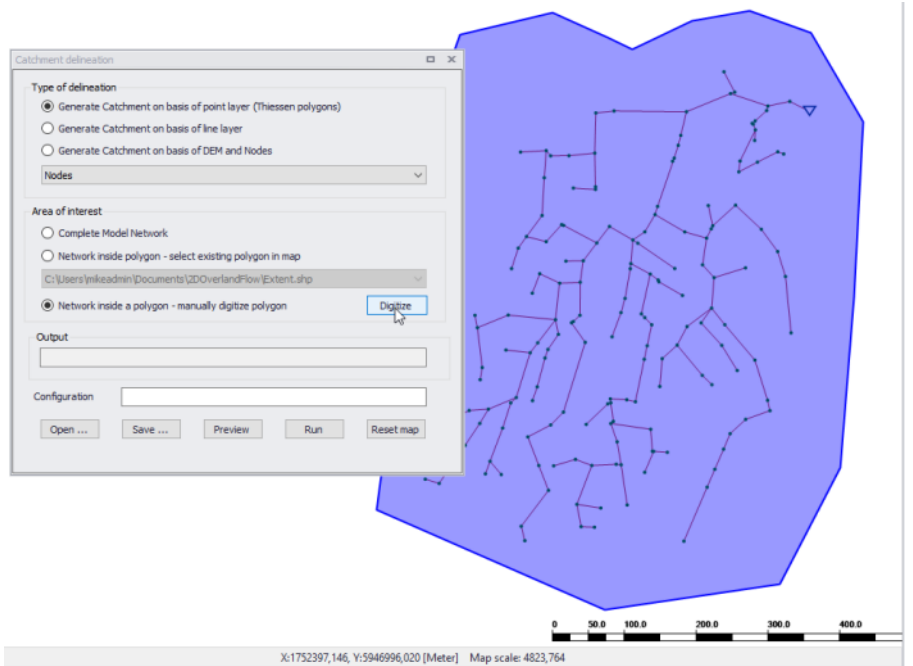 Catchment delineation
Type of delineation
Generate Catchment on basis of point layer (Thiessen polygons)
Generate Catchment on basis of line layer
Generate Catchment on basis of DEM and Nodes
Nodes
Area of interest
Complete Model Network
Network inside polygon - select existing polygon in map
C:\Users\mikeadmin\Documents\2DOverlandFlow\Extent.shp
Network inside a polygon - manually digitize polygon Digitize
Output
Configuration
Open ... Save ... Preview Run Reset map
0 50.0 100.0 200.0 300.0 400.0
X:1752397,146, Y:5946996,020 [Meter] Map scale: 4823,764